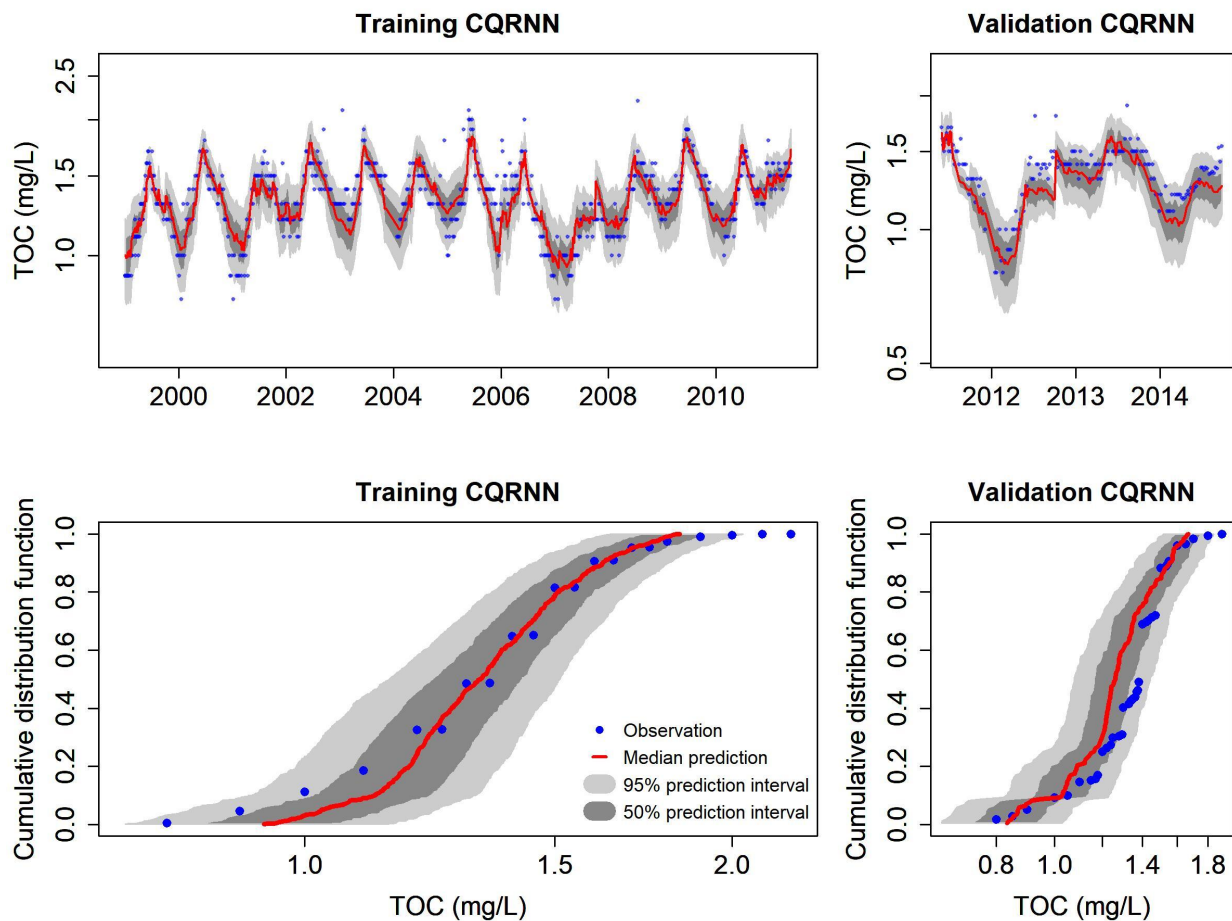 Training CQRNN
Validation CQRNN
TOC (mg/L)
2.5
1.5
1.0
2000 2002 2004 2006 2008 2010
TOC (mg/L)
1.5
1.0
0.5
2012 2013 2014
Training CQRNN
Validation CQRNN
Cumulative distribution function
1.0
0.8
0.6
0.4
0.2
0.0
Observation
Median prediction
95% prediction interval
50% prediction interval
1.0 1.5 2.0
TOC (mg/L)
Cumulative distribution function
1.0
0.8
0.6
0.4
0.2
0.0
0.8 1.0 1.4 1.8
TOC (mg/L)